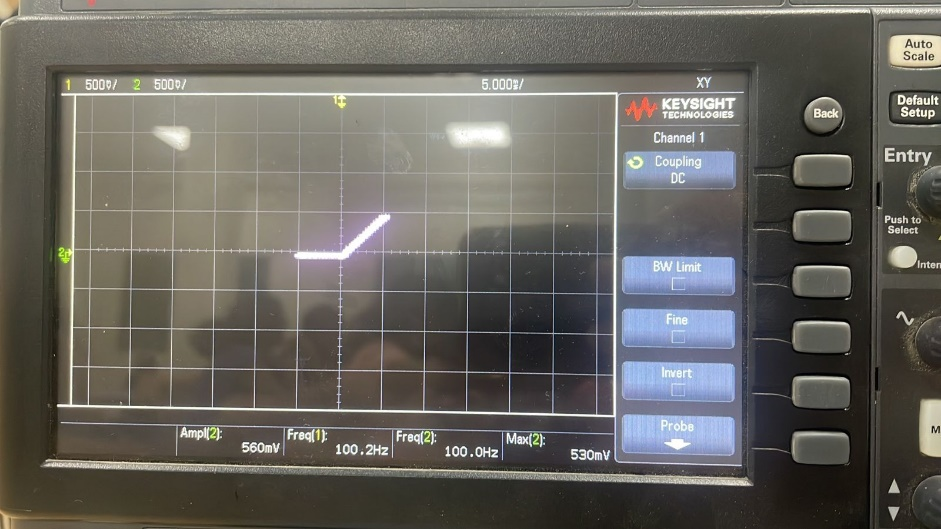 1 500mV/ 2 500mV/ 5.000s/ XY
Auto
Scale
KEYSIGHT
TECHNOLOGIES
Back
Default
Setup
Channel 1
Coupling
DC
Entry
Push to
Select
BW Limit
Fine
Invert
Probe
Ampl(2):
560mV
Freq(1):
100.2Hz
Freq(2):
100.0Hz
Max(2):
530mV